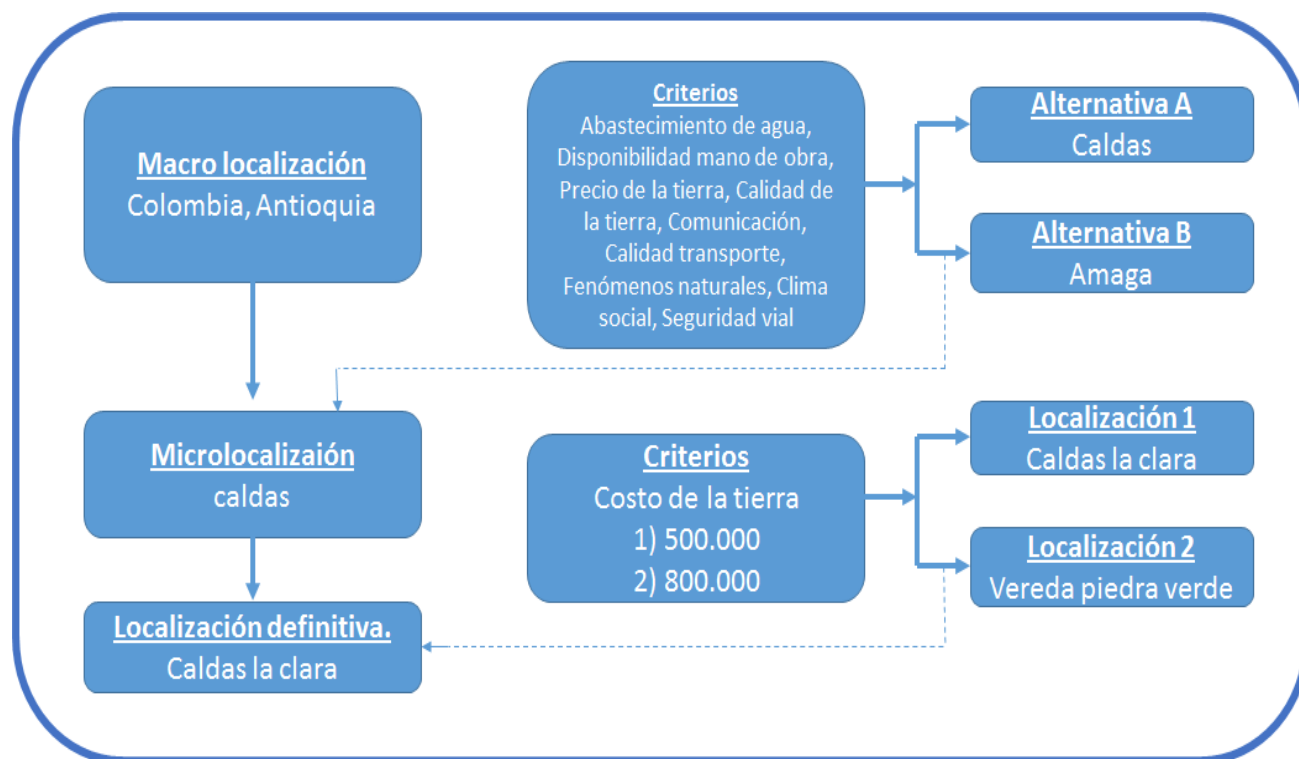 Macro localización
Colombia, Antioquia
Criterios
Abastecimiento de agua,
Disponibilidad mano de obra,
Precio de la tierra, Calidad de
la tierra, Comunicación,
Calidad transporte,
Fenómenos naturales, Clima
social, Seguridad vial
Alternativa A
Caldas
Alternativa B
Amaga
Microlocalizaión
caldas
Criterios
Costo de la tierra
1) 500.000
2) 800.000
Localización 1
Caldas la clara
Localización 2
Vereda piedra verde
Localización definitiva.
Caldas la clara